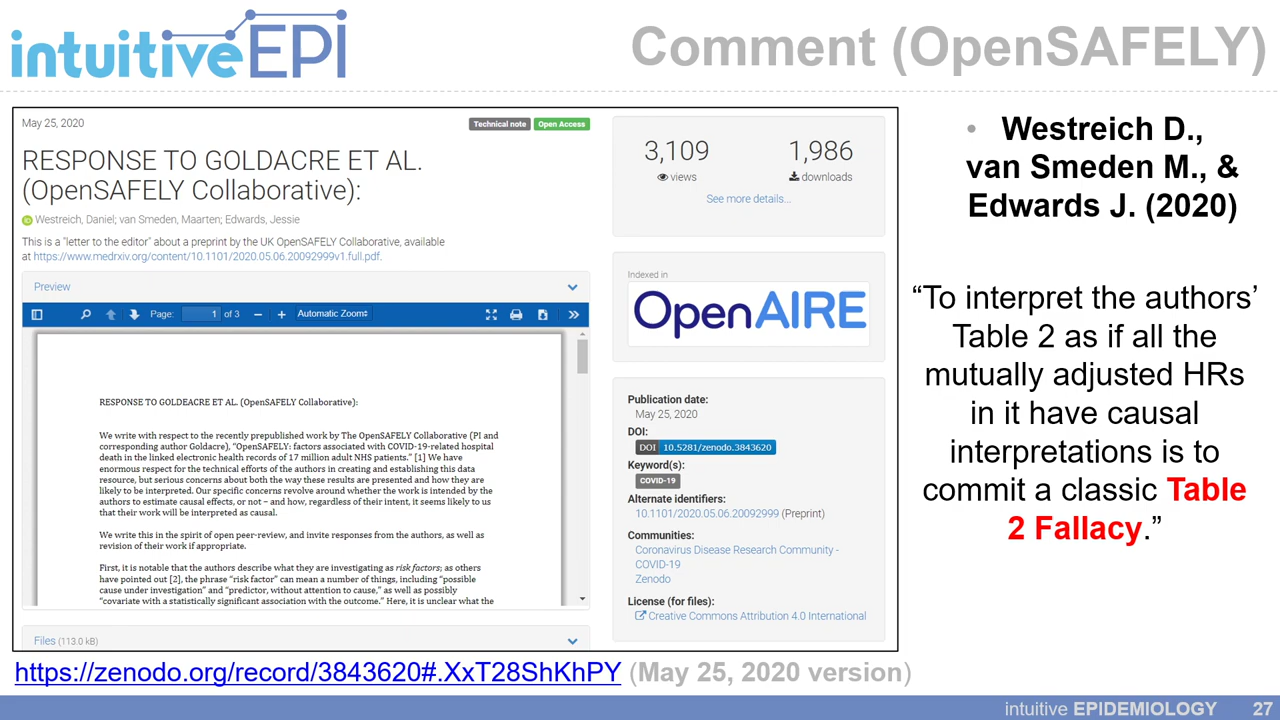 intuitiveEPI
Comment (OpenSAFELY)
May 25, 2020
Technical note
Open Access
RESPONSE TO GOLDACRE ET AL.
(OpenSAFELY Collaborative):
Westreich, Daniel; van Smeden, Maarten; Edwards, Jessie
This is a "letter to the editor" about a preprint by the UK OpenSAFELY Collaborative, available
at https://www.medrxiv.org/content/10.1101/2020.05.06.20092999v1.full.pdf.
Preview
Page: 1 of 3 − + Automatic Zoom
RESPONSE TO GOLDEACRE ET AL. (OpenSAFELY Collaborative):
We write with respect to the recently prepublished work by The OpenSAFELY Collaborative (PI and
corresponding author Goldacre), "OpenSAFELY: factors associated with COVID-19-related hospital
death in the linked electronic health records of 17 million adult NHS patients." [1] We have
enormous respect for the technical efforts of the authors in creating and establishing this data
resource, but serious concerns about both the way these results are presented and how they are
likely to be interpreted. Our specific concerns revolve around whether the work is intended by the
authors to estimate causal effects, or not – and how, regardless of their intent, it seems likely to us
that their work will be interpreted as causal.
We write this in the spirit of open peer-review, and invite responses from the authors, as well as
revision of their work if appropriate.
First, it is notable that the authors describe what they are investigating as risk factors; as others
have pointed out [2], the phrase "risk factor" can mean a number of things, including "possible
cause under investigation" and "predictor, without attention to cause," as well as possibly
"covariate with a statistically significant association with the outcome." Here, it is unclear what the
Files (113.0 kB)
3,109
views
1,986
downloads
See more details...
Indexed in
OpenAIRE
Publication date:
May 25, 2020
DOI:
DOI 10.5281/zenodo.3843620
Keyword(s):
COVID-19
Alternate identifiers:
10.1101/2020.05.06.20092999 (Preprint)
Communities:
Coronavirus Disease Research Community -
COVID-19
Zenodo
License (for files):
Creative Commons Attribution 4.0 International
• Westreich D.,
van Smeden M., &
Edwards J. (2020)
“To interpret the authors’
Table 2 as if all the
mutually adjusted HRs
in it have causal
interpretations is to
commit a classic Table
2 Fallacy.”
https://zenodo.org/record/3843620#.XxT28ShKhPY (May 25, 2020 version)
intuitive EPIDEMIOLOGY 27